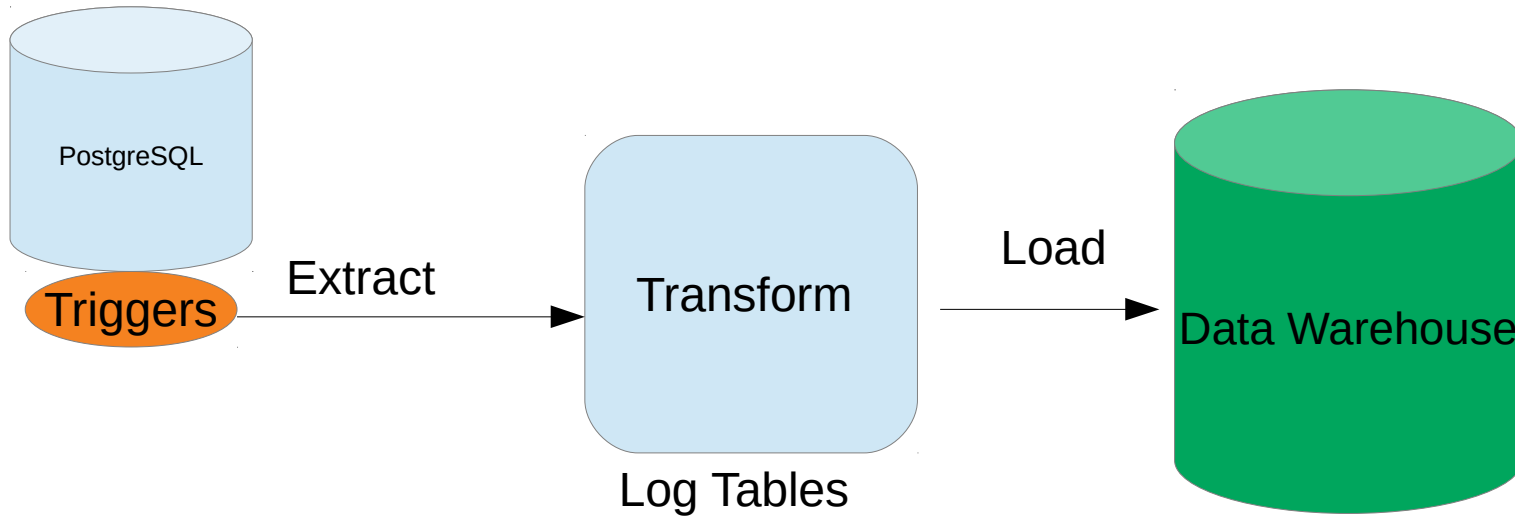 PostgreSQL
Triggers
Extract
Transform
Log Tables
Load
Data Warehouse